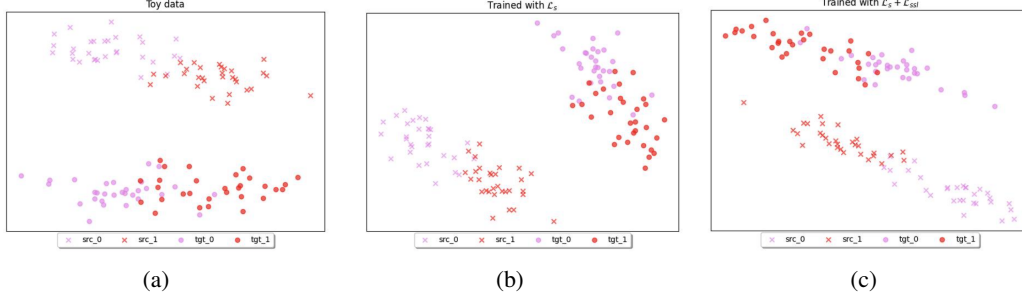 Toy data
Trained with ℒₛ
Trained with ℒₛ + ℒₛₛₗ
src_0 src_1 tgt_0 tgt_1
src_0 src_1 tgt_0 tgt_1
src_0 src_1 tgt_0 tgt_1
(a)
(b)
(c)